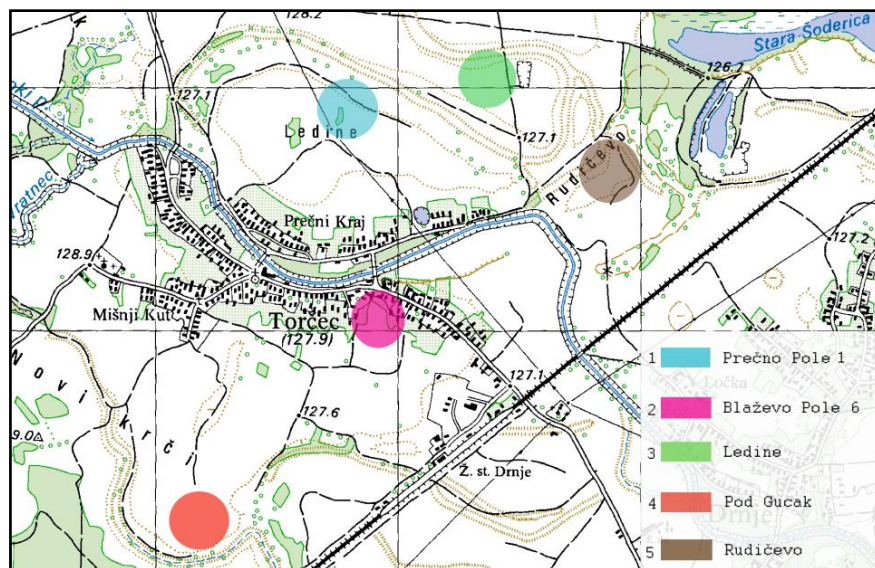 128.2
Stara Šoderica
126.7
127.1
Ledine
127.1
Rudičevo
Prečni Kraj
128.9
127.2
Mišnji Kut
Torčec
(127.9)
Novi
Krči
127.6
127.1
Ž. st. Drnje
1 Prečno Pole 1
Ločka
2 Blaževo Pole 6
3 Ledine
4 Pod Gucak
Drnje
5 Rudičevo